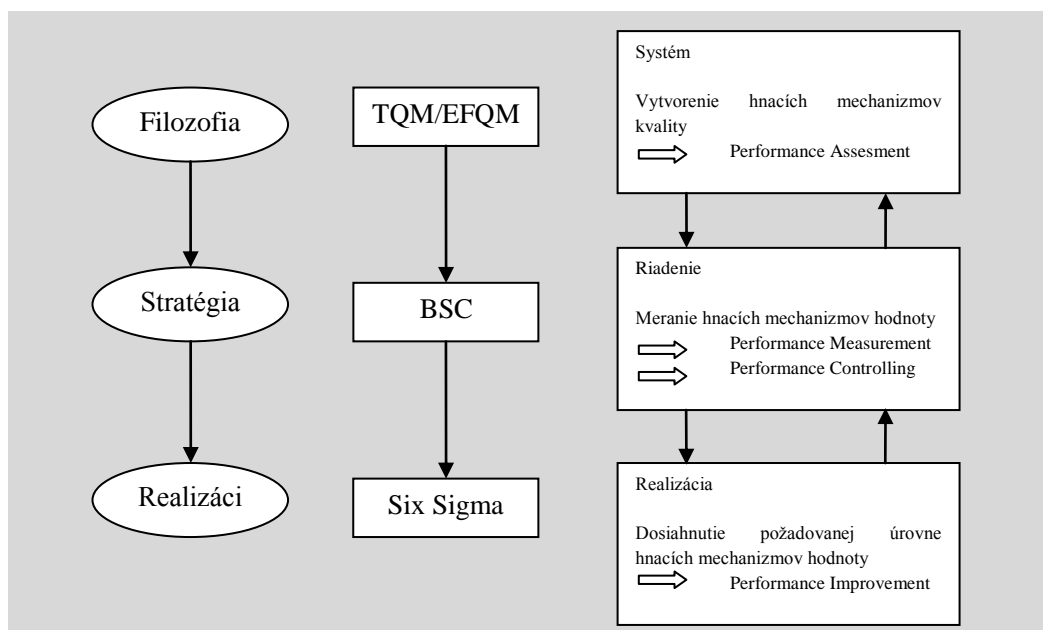 Filozofia
Stratégia
Realizáci
TQM/EFQM
BSC
Six Sigma
Systém
Vytvorenie hnacích mechanizmov
kvality
Performance Assesment
Riadenie
Meranie hnacích mechanizmov hodnoty
Performance Measurement
Performance Controlling
Realizácia
Dosiahnutie požadovanej úrovne
hnacích mechanizmov hodnoty
Performance Improvement